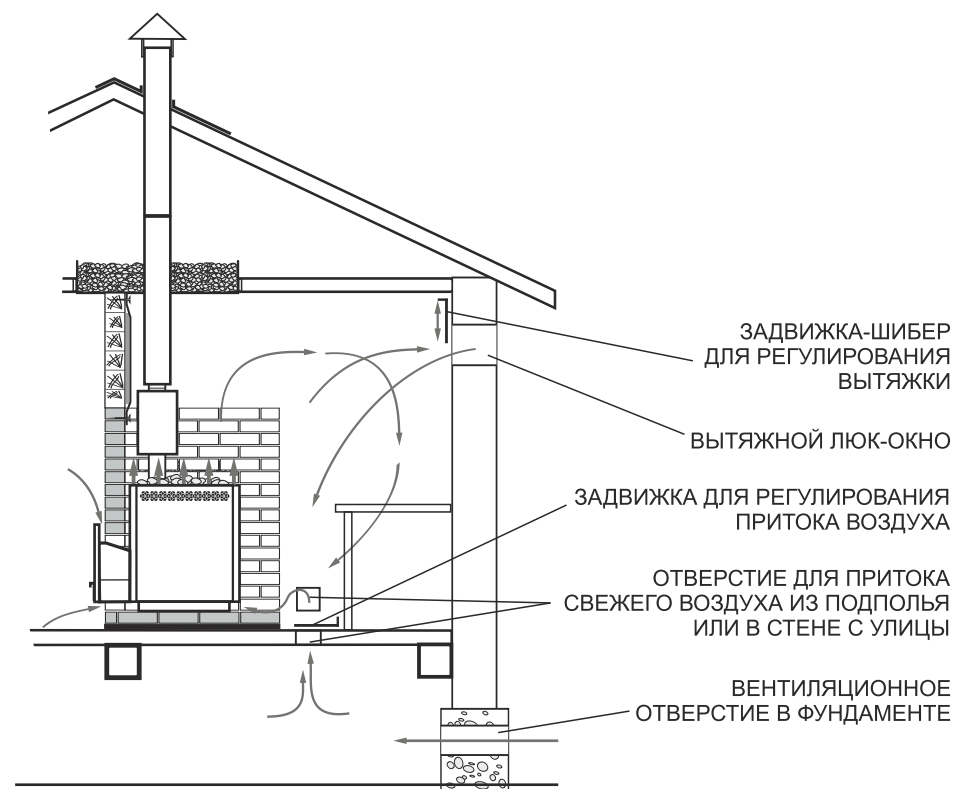 ЗАДВИЖКА-ШИБЕР
ДЛЯ РЕГУЛИРОВАНИЯ
ВЫТЯЖКИ
ВЫТЯЖНОЙ ЛЮК-ОКНО
ЗАДВИЖКА ДЛЯ РЕГУЛИРОВАНИЯ
ПРИТОКА ВОЗДУХА
ОТВЕРСТИЕ ДЛЯ ПРИТОКА
СВЕЖЕГО ВОЗДУХА ИЗ ПОДПОЛЬЯ
ИЛИ В СТЕНЕ С УЛИЦЫ
ВЕНТИЛЯЦИОННОЕ
ОТВЕРСТИЕ В ФУНДАМЕНТЕ